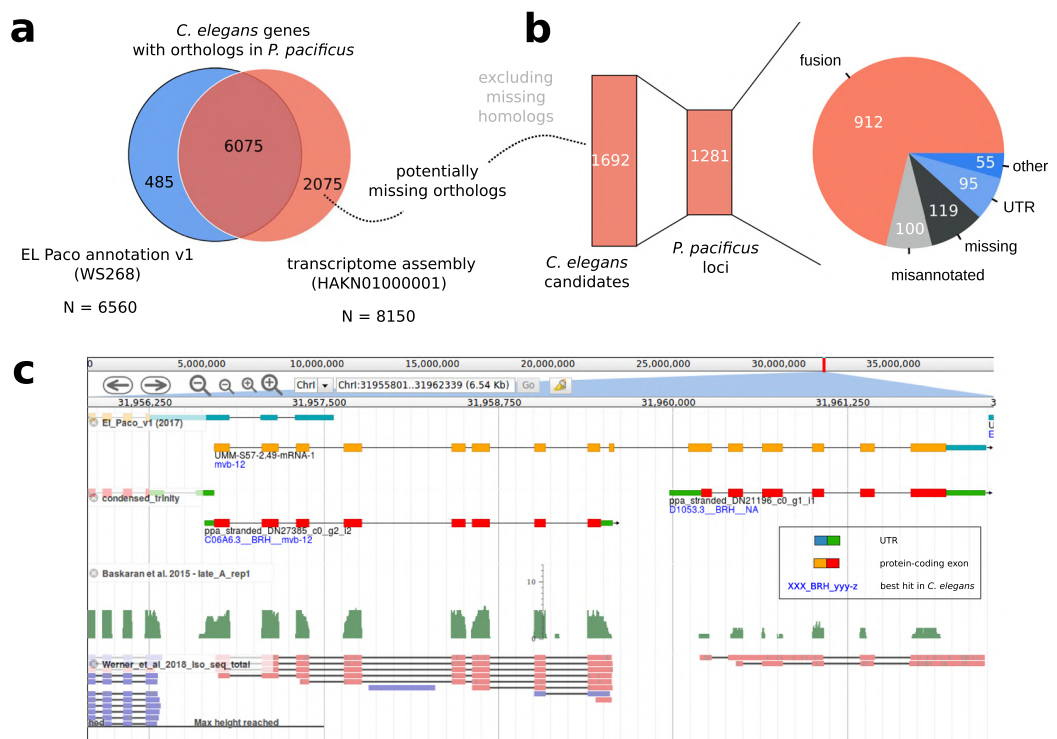 a
C. elegans genes
with orthologs in P. pacificus
6075
485
2075
potentially
missing orthologs
EL Paco annotation v1
(WS268)
N = 6560
transcriptome assembly
(HAKN01000001)
N = 8150
b
excluding
missing
homologs
1692
1281
C. elegans
candidates
P. pacificus
loci
fusion
912
55
other
95
UTR
119
missing
100
misannotated
c
0 5,000,000 10,000,000 15,000,000 20,000,000 25,000,000 30,000,000 35,000,000
ChrI ChrI:31955801..31962339 (6.54 Kb) Go
31,956,250 31,957,500 31,958,750 31,960,000 31,961,250 3
El_Paco_v1 (2017)
U
E
UMM-S57-2.49-mRNA-1
mvb-12
condensed_trinity
ppa_stranded_DN21196_c0_g1_i1
D1053.3__BRH__NA
ppa_stranded_DN27385_c0_g2_i2
C06A6.3__BRH__mvb-12
UTR
protein-coding exon
XXX_BRH_yyy-z best hit in C. elegans
Baskaran et al. 2015 - late_A_rep1
10
0
Werner_et_al_2018_Iso_seq_total
hed
Max height reached